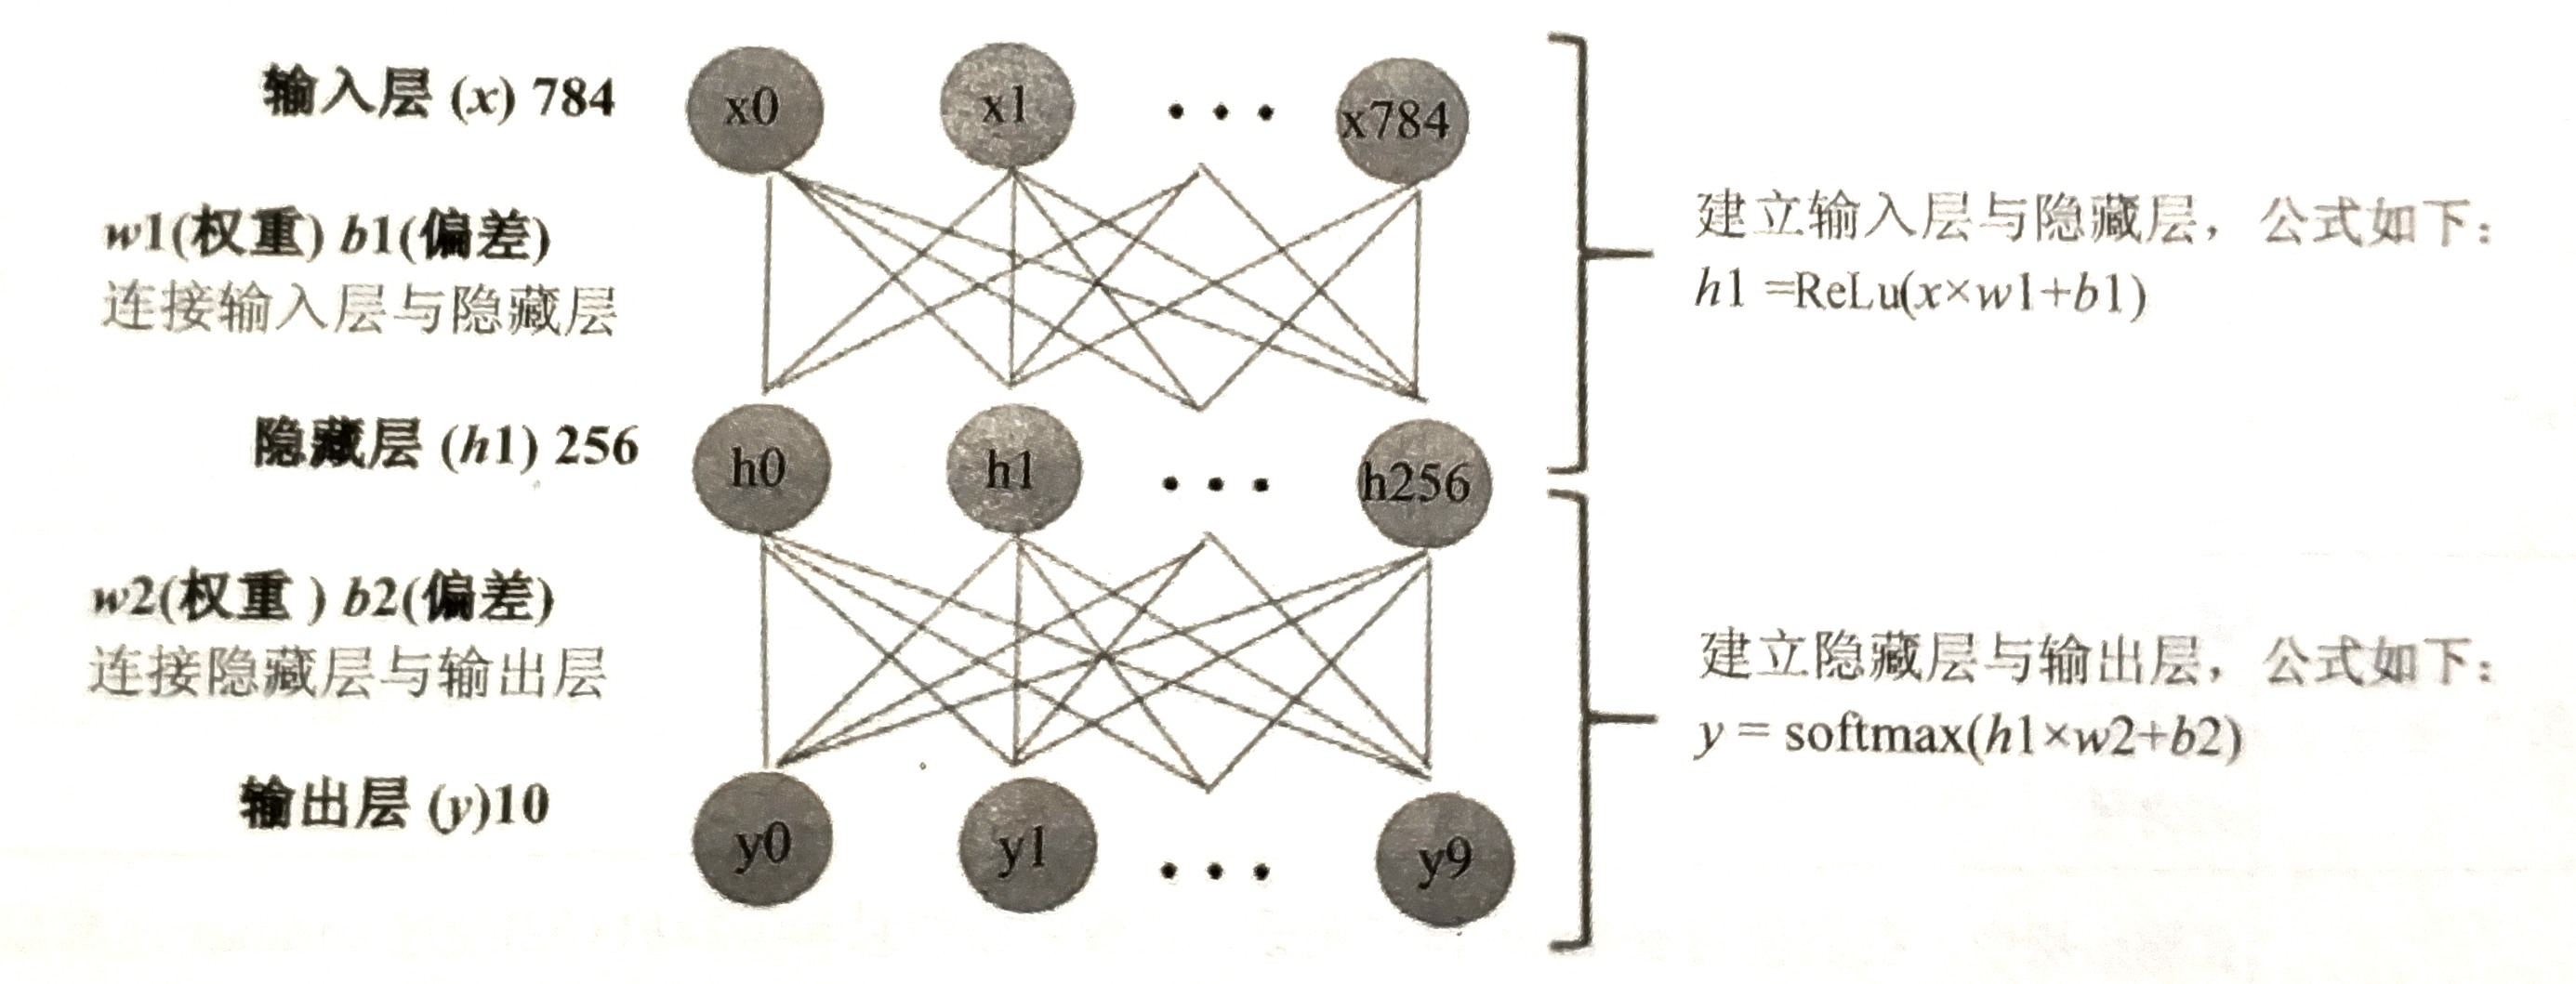 输入层 (x) 784
x0
x1
x784
w1(权重) b1(偏差)
连接输入层与隐藏层
建立输入层与隐藏层，公式如下：
h1 =ReLu(x×w1+b1)
隐藏层 (h1) 256
h0
h1
h256
w2(权重 ) b2(偏差)
连接隐藏层与输出层
建立隐藏层与输出层，公式如下：
y = softmax(h1×w2+b2)
输出层 (y)10
y0
y1
y9